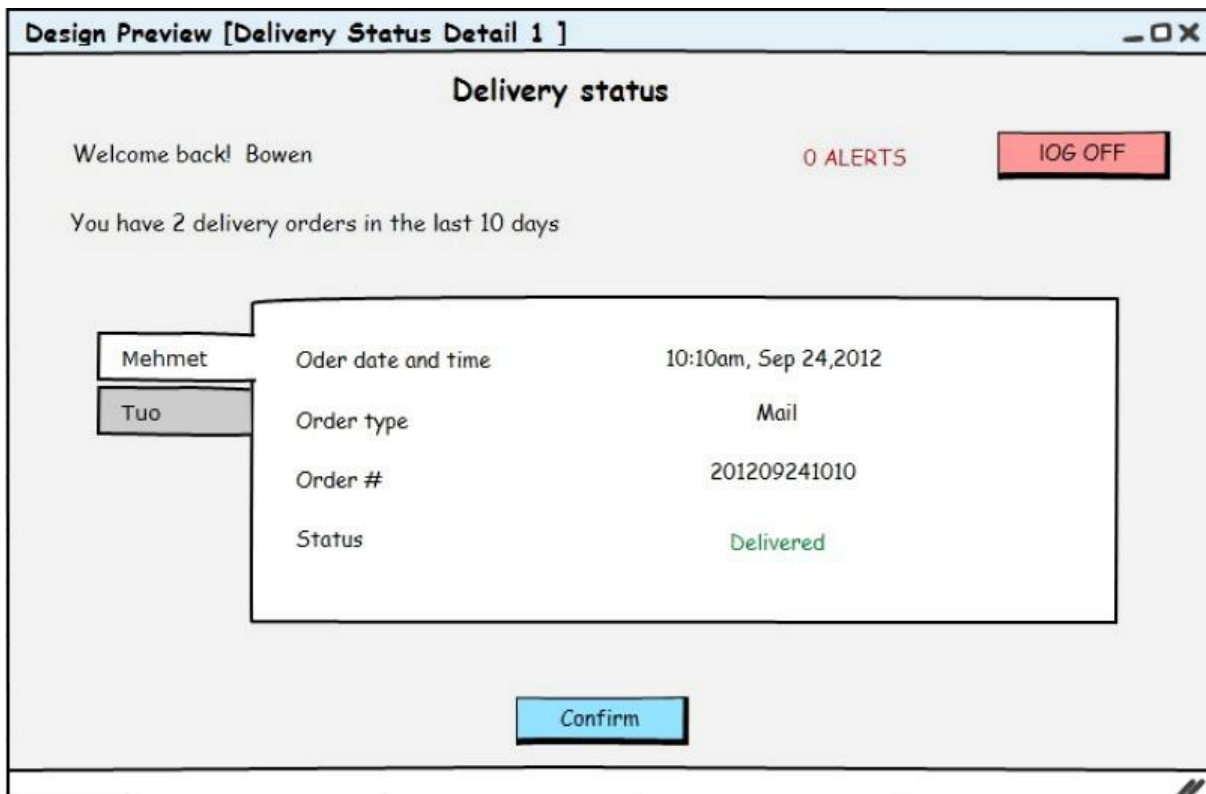 Design Preview [Delivery Status Detail 1 ]
Delivery status
Welcome back!  Bowen
0 ALERTS
lOG OFF
You have 2 delivery orders in the last 10 days
Mehmet
Tuo
Oder date and time
10:10am, Sep 24,2012
Order type
Mail
Order #
201209241010
Status
Delivered
Confirm